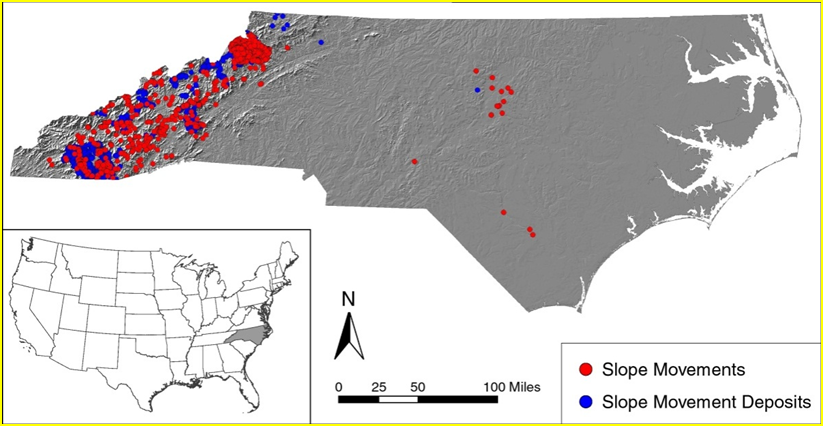 N
0 25 50 100 Miles
Slope Movements
Slope Movement Deposits